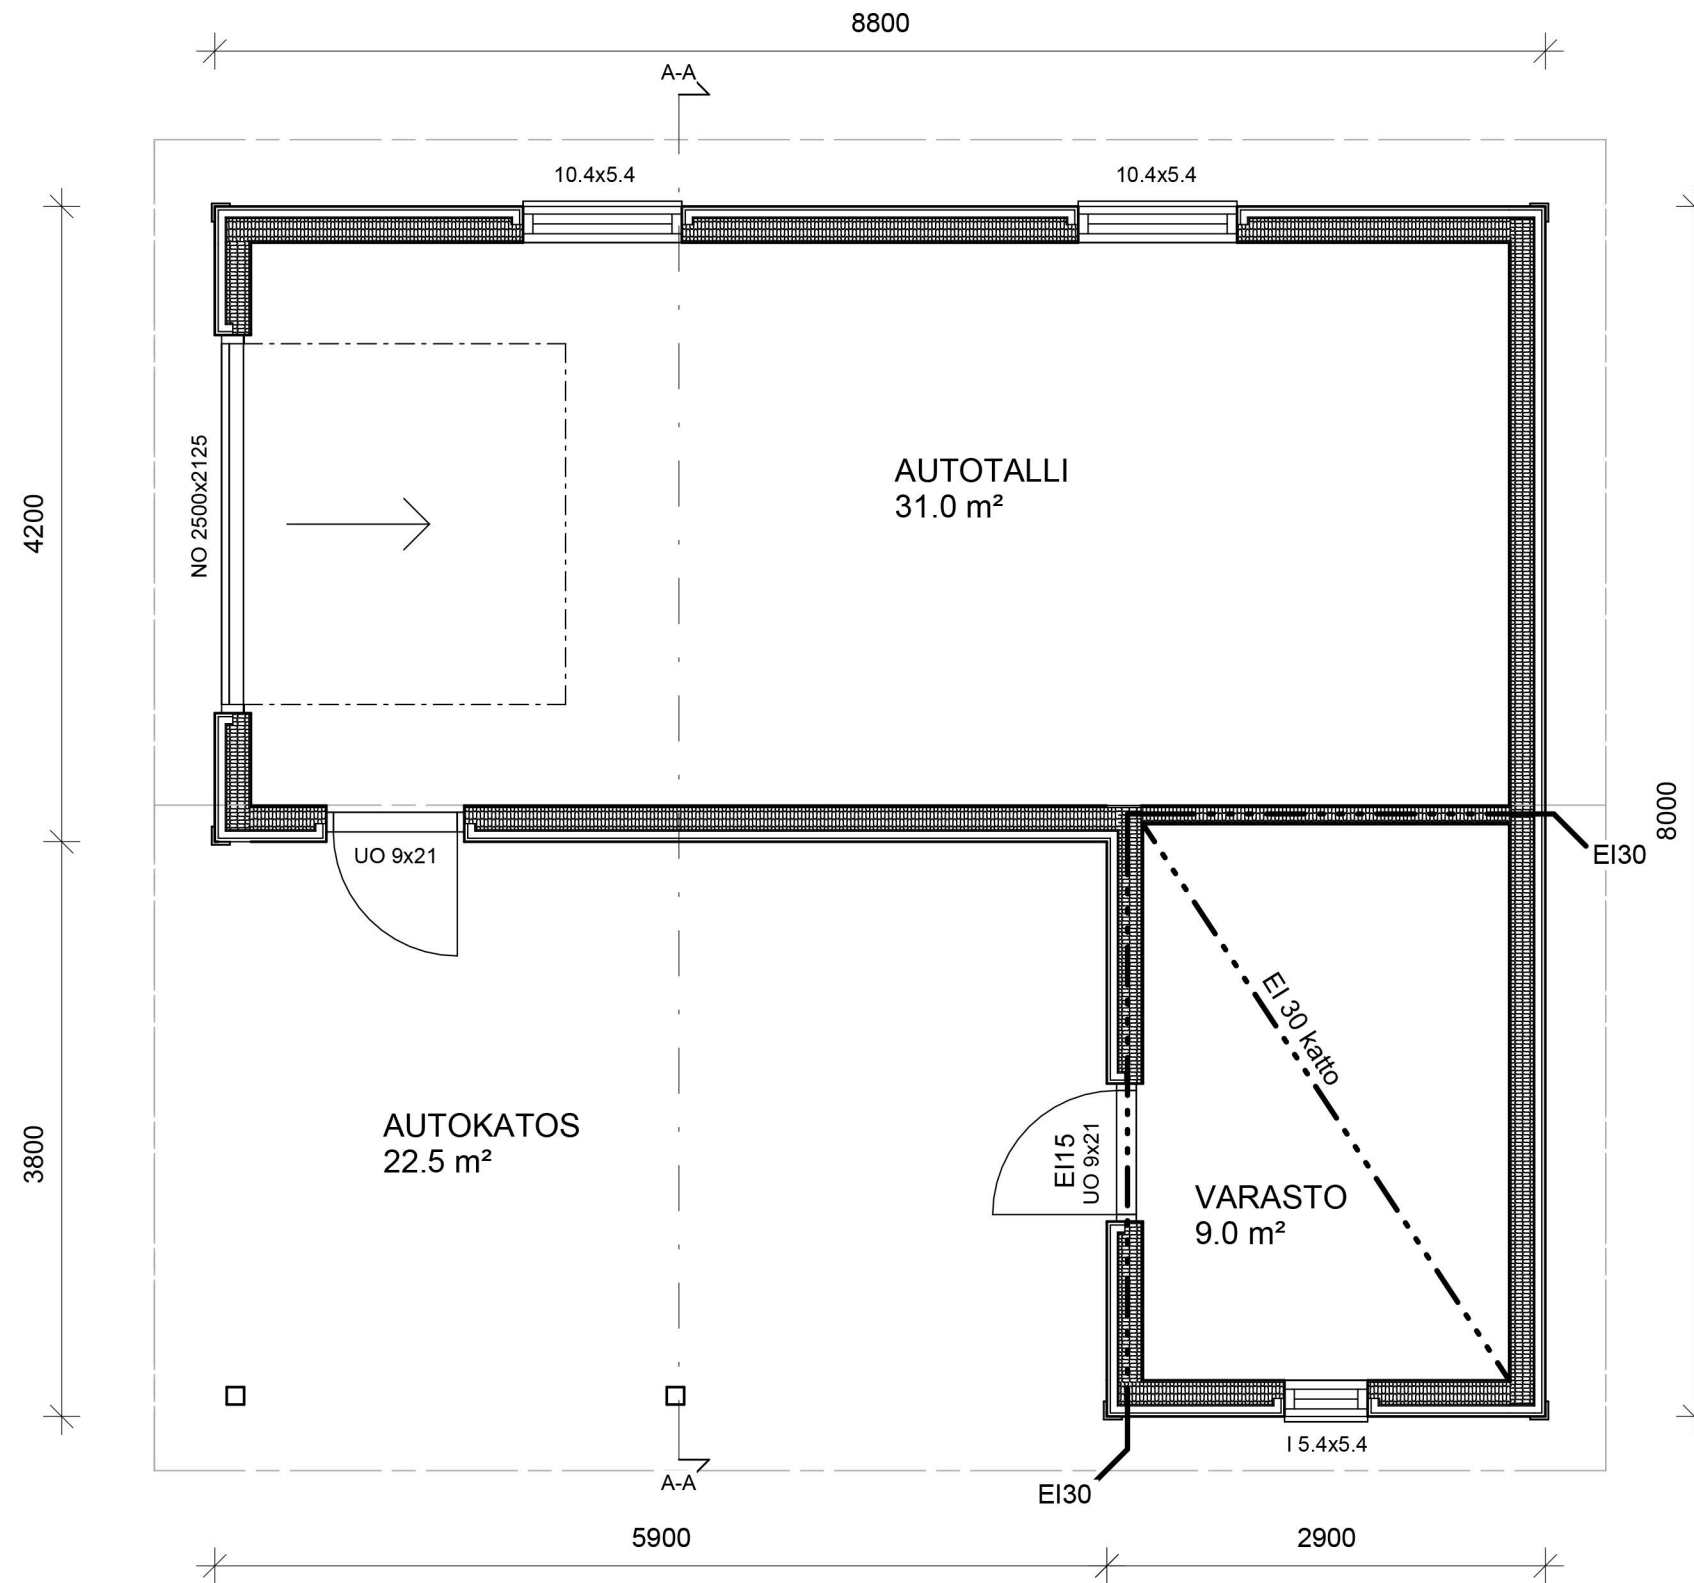 8800
A-A
10.4x5.4
10.4x5.4
NO 2500x2125
4200
AUTOTALLI
31.0 m²
8000
UO 9x21
EI30
EI 30 katto
AUTOKATOS
22.5 m²
3800
EI15
UO 9x21
VARASTO
9.0 m²
I 5.4x5.4
A-A
EI30
5900
2900